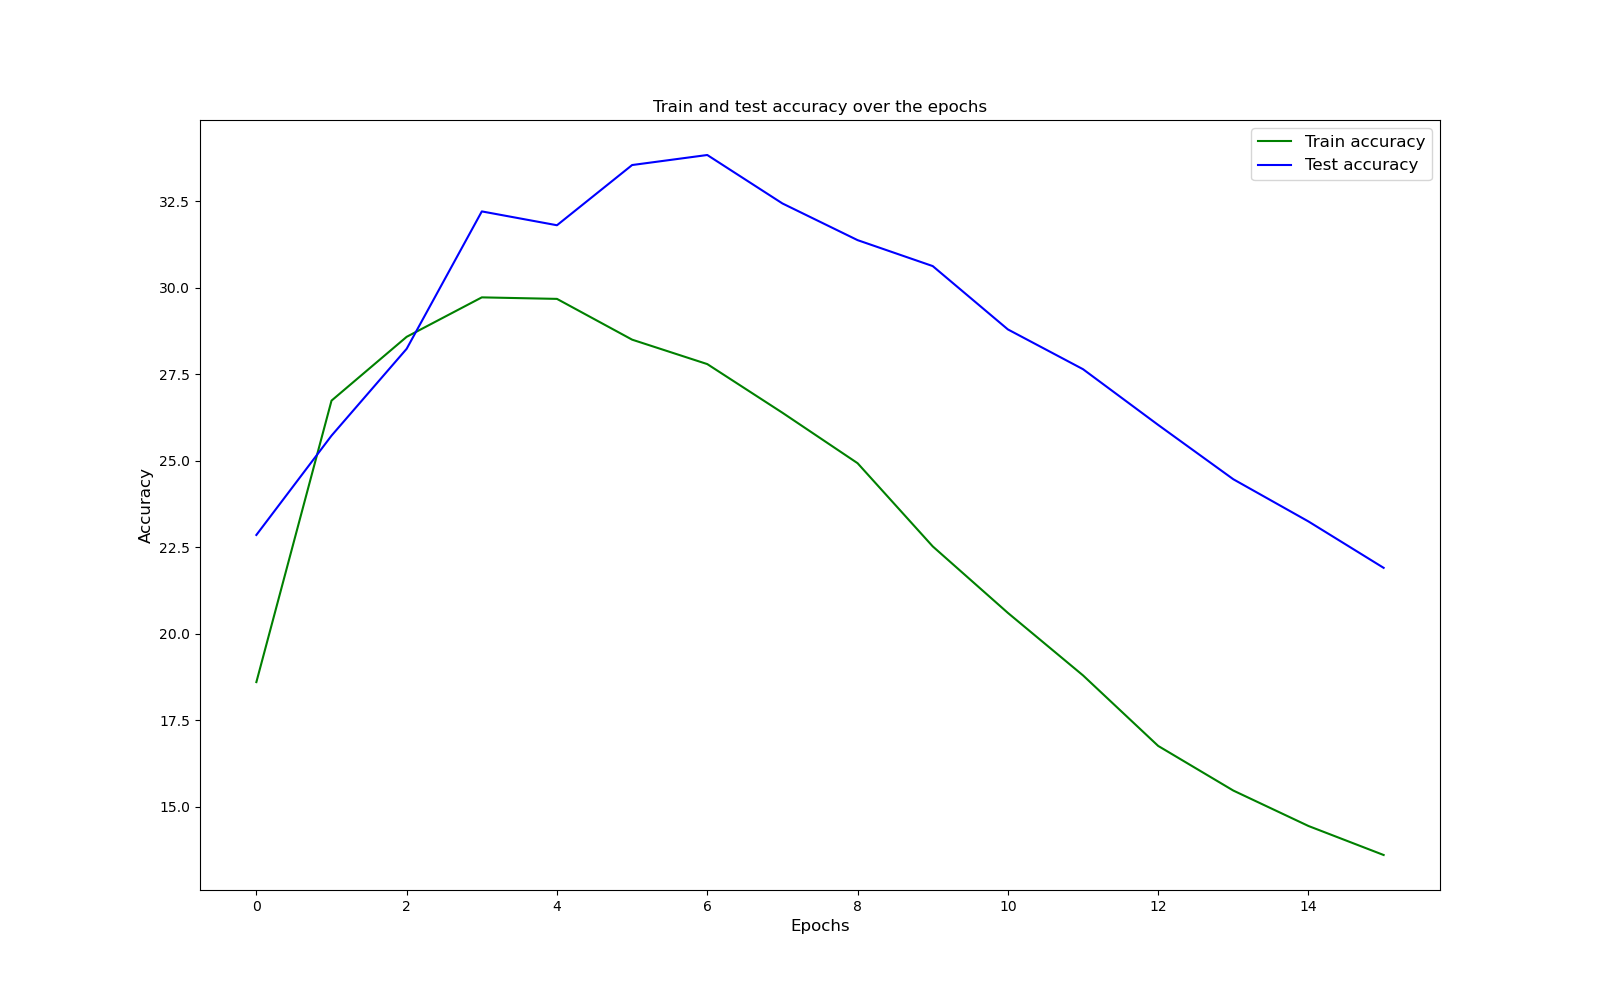 Train and test accuracy over the epochs
Train accuracy
Test accuracy
32.5
30.0
27.5
25.0
22.5
20.0
17.5
15.0
Accuracy
0 2 4 6 8 10 12 14
Epochs